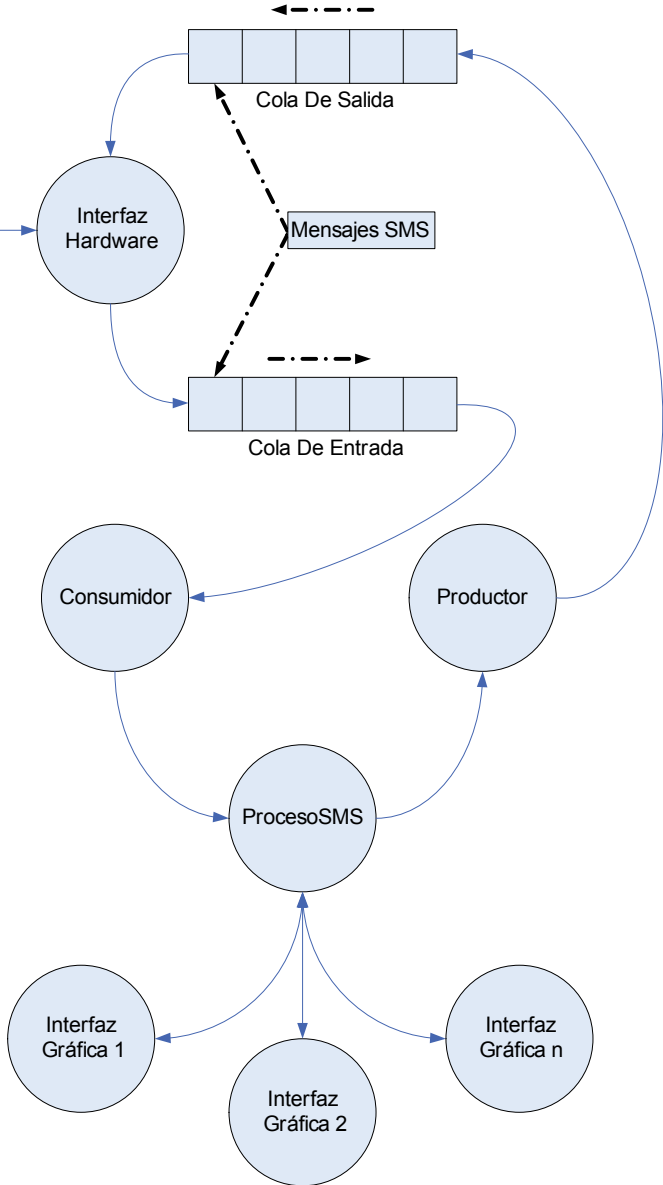 Cola De Salida
Interfaz
Hardware
Mensajes SMS
Cola De Entrada
Consumidor
Productor
ProcesoSMS
Interfaz
Gráfica 1
Interfaz
Gráfica 2
Interfaz
Gráfica n